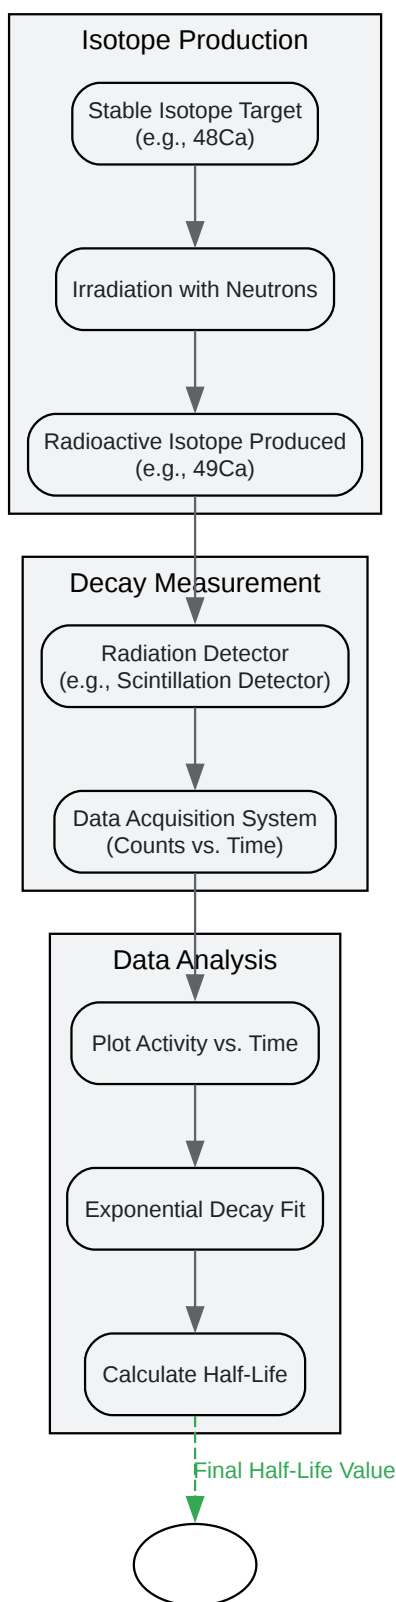 Isotope Production
Stable Isotope Target
(e.g., 48Ca)
Irradiation with Neutrons
Radioactive Isotope Produced
(e.g., 49Ca)
Decay Measurement
Radiation Detector
(e.g., Scintillation Detector)
Data Acquisition System
(Counts vs. Time)
Data Analysis
Plot Activity vs. Time
Exponential Decay Fit
Calculate Half-Life
Final Half-Life Value